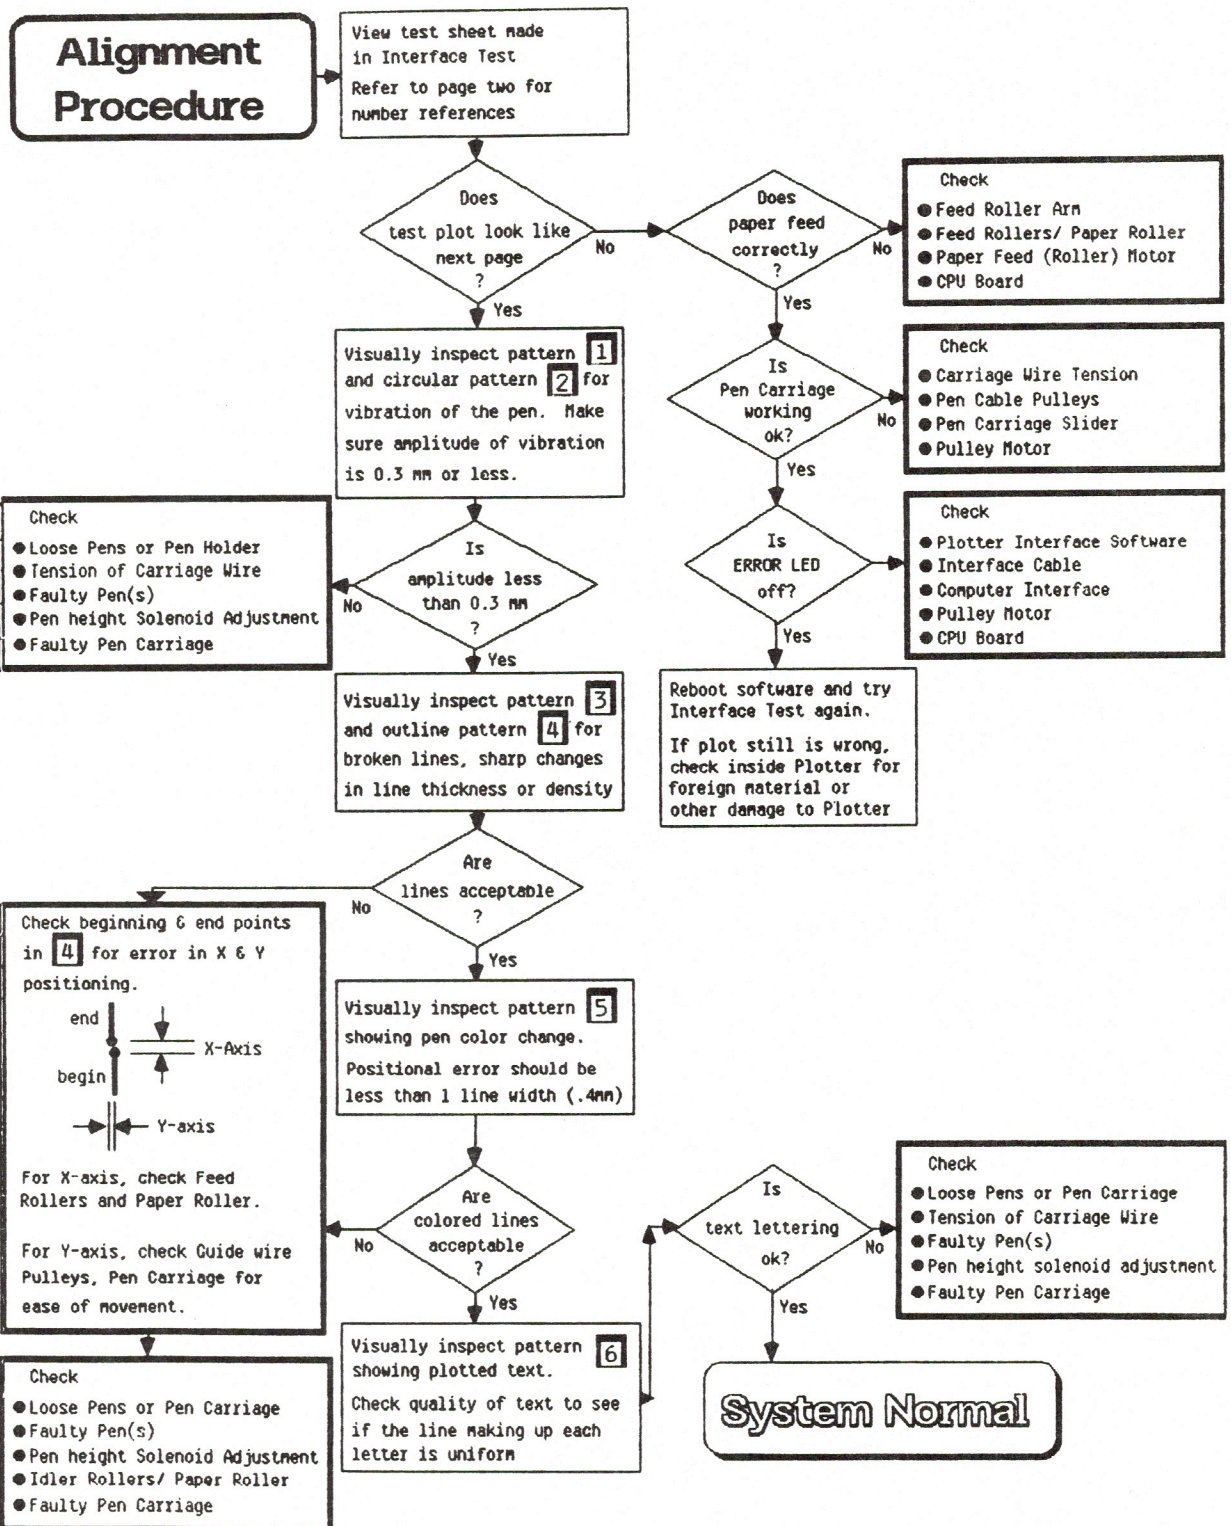 Alignment
Procedure
View test sheet made
in Interface Test
Refer to page two for
number references
Does
test plot look like
next page
?
No
Yes
Does
paper feed
correctly
?
No
Yes
Check
● Feed Roller Arm
● Feed Rollers/ Paper Roller
● Paper Feed (Roller) Motor
● CPU Board
Visually inspect pattern 1
and circular pattern 2 for
vibration of the pen. Make
sure amplitude of vibration
is 0.3 mm or less.
Is
Pen Carriage
working
ok?
No
Yes
Check
● Carriage Wire Tension
● Pen Cable Pulleys
● Pen Carriage Slider
● Pulley Motor
Check
● Loose Pens or Pen Holder
● Tension of Carriage Wire
● Faulty Pen(s)
● Pen height Solenoid Adjustment
● Faulty Pen Carriage
Is
amplitude less
than 0.3 mm
?
No
Yes
Is
ERROR LED
off?
Yes
Check
● Plotter Interface Software
● Interface Cable
● Computer Interface
● Pulley Motor
● CPU Board
Visually inspect pattern 3
and outline pattern 4 for
broken lines, sharp changes
in line thickness or density
Reboot software and try
Interface Test again.
If plot still is wrong,
check inside Plotter for
foreign material or
other damage to Plotter
Are
lines acceptable
?
No
Yes
Check beginning & end points
in 4 for error in X & Y
positioning.
end
X-Axis
begin
Y-axis
For X-axis, check Feed
Rollers and Paper Roller.
For Y-axis, check Guide wire
Pulleys, Pen Carriage for
ease of movement.
Visually inspect pattern 5
showing pen color change.
Positional error should be
less than 1 line width (.4mm)
Are
colored lines
acceptable
?
No
Yes
Is
text lettering
ok?
No
Yes
Check
● Loose Pens or Pen Carriage
● Tension of Carriage Wire
● Faulty Pen(s)
● Pen height solenoid adjustment
● Faulty Pen Carriage
Check
● Loose Pens or Pen Carriage
● Faulty Pen(s)
● Pen height Solenoid Adjustment
● Idler Rollers/ Paper Roller
● Faulty Pen Carriage
Visually inspect pattern 6
showing plotted text.
Check quality of text to see
if the line making up each
letter is uniform
System Normal